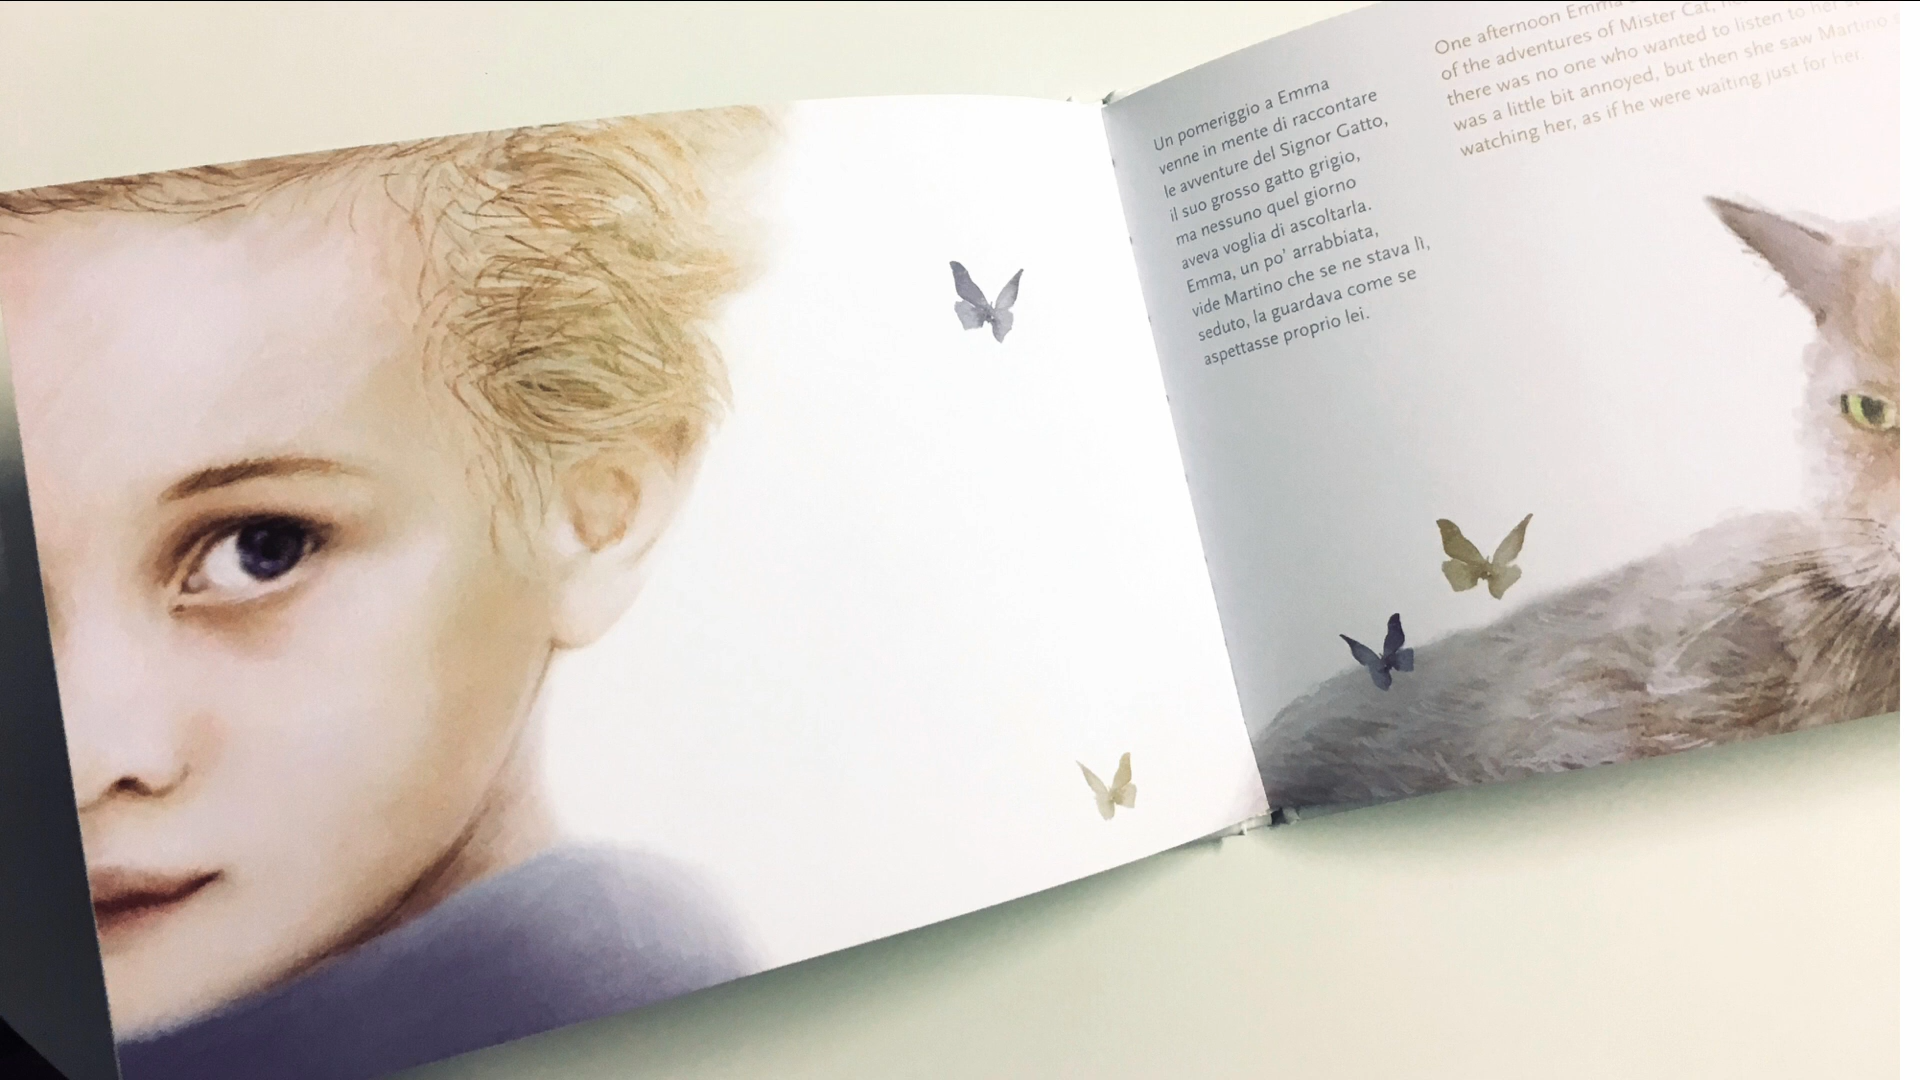 Un pomeriggio a Emma
venne in mente di raccontare
le avventure del Signor Gatto,
il suo grosso gatto grigio,
ma nessuno quel giorno
aveva voglia di ascoltarla.
Emma, un po’ arrabbiata,
vide Martino che se ne stava lì,
seduto, la guardava come se
aspettasse proprio lei.
One afternoon Emma
of the adventures of Mister Cat,
there was no one who wanted to listen to her
was a little bit annoyed, but then she saw Martino
watching her, as if he were waiting just for her.